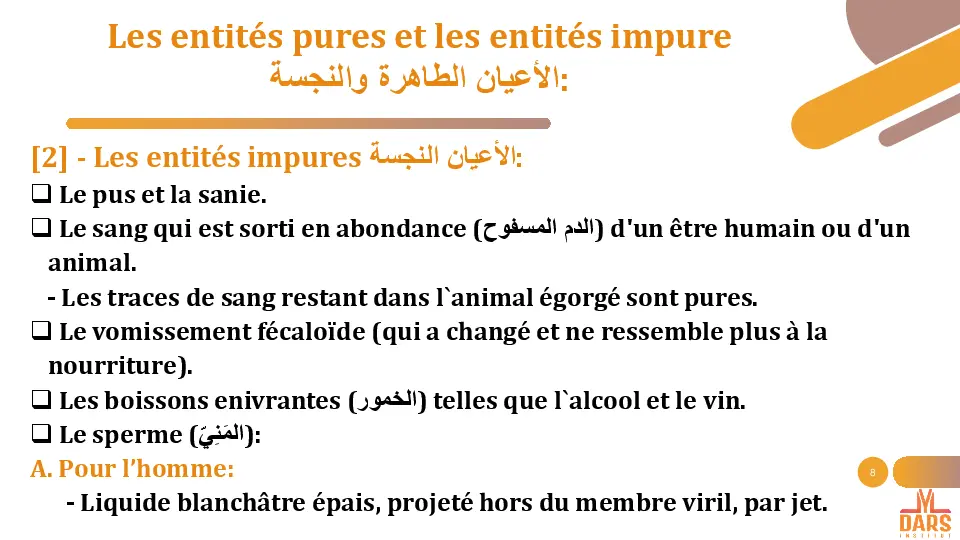 Les entités pures et les entités impure
الأعيان الطاهرة والنجسة:
[2] - Les entités impures الأعيان النجسة:
❑ Le pus et la sanie.
❑ Le sang qui est sorti en abondance (الدم المسفوح) d'un être humain ou d'un
animal.
- Les traces de sang restant dans l`animal égorgé sont pures.
❑ Le vomissement fécaloïde (qui a changé et ne ressemble plus à la
nourriture).
❑ Les boissons enivrantes (الخمور) telles que l`alcool et le vin.
❑ Le sperme (المَنِيّ):
A. Pour l’homme:
- Liquide blanchâtre épais, projeté hors du membre viril, par jet.
8
DARS
INSTITUT